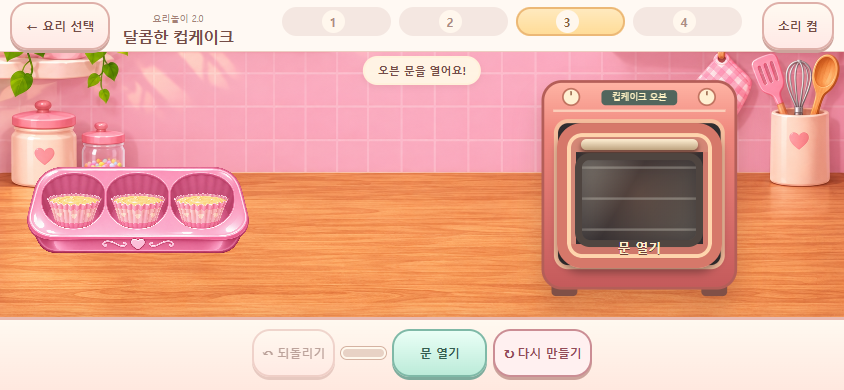 ← 요리 선택
요리놀이 2.0
달콤한 컵케이크
1
2
3
4
소리 켬
오븐 문을 열어요!
컵케이크 오븐
문 열기
↶ 되돌리기
문 열기
↻ 다시 만들기